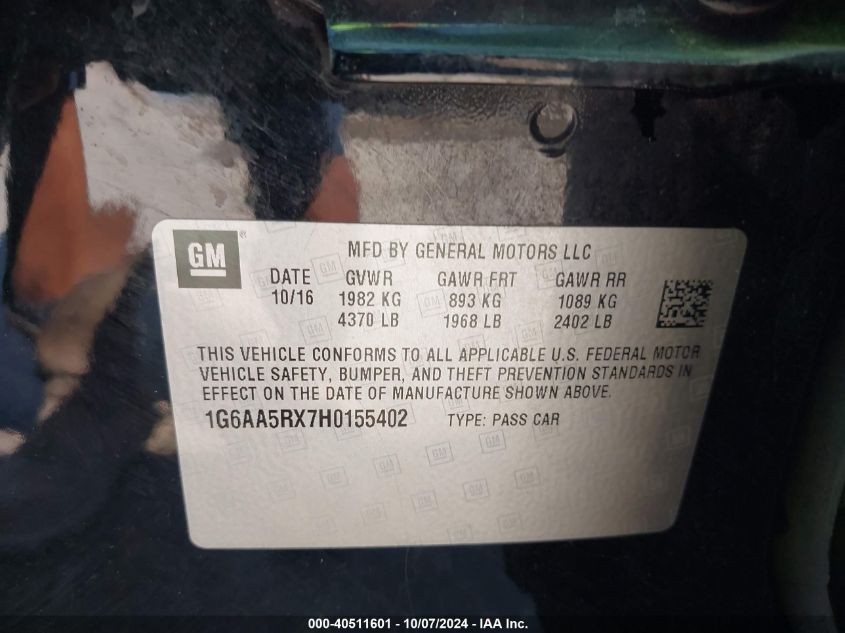 GM ®
MFD BY GENERAL MOTORS LLC
DATE GVWR GAWR FRT GAWR RR
10/16 1982 KG 893 KG 1089 KG
4370 LB 1968 LB 2402 LB
THIS VEHICLE CONFORMS TO ALL APPLICABLE U.S. FEDERAL MOTOR
VEHICLE SAFETY, BUMPER, AND THEFT PREVENTION STANDARDS IN
EFFECT ON THE DATE OF MANUFACTURE SHOWN ABOVE.
1G6AA5RX7H0155402 TYPE: PASS CAR
000-40511601 - 10/07/2024 - IAA Inc.